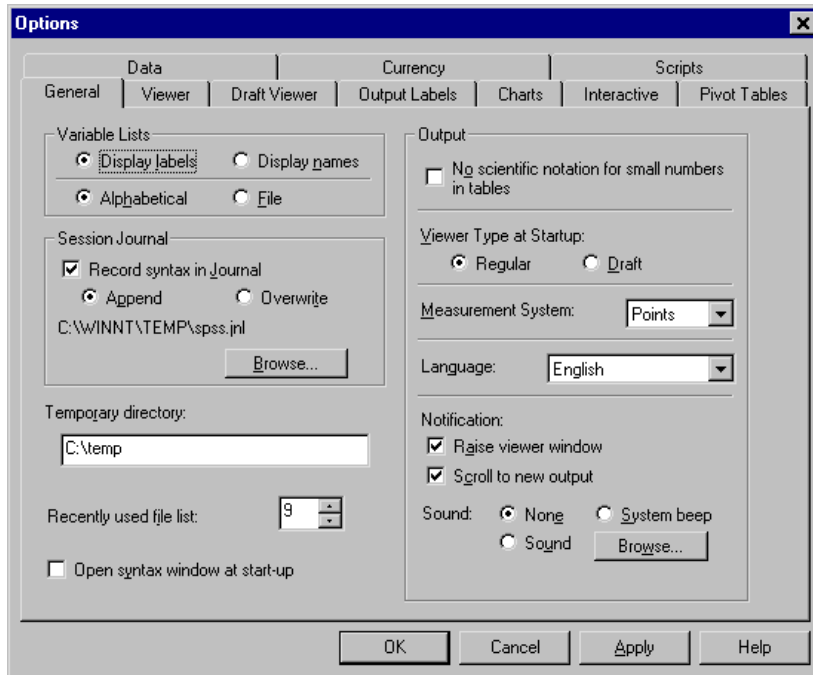 Options
Data Currency Scripts
General Viewer Draft Viewer Output Labels Charts Interactive Pivot Tables
Variable Lists
Display labels Display names
Alphabetical File
Session Journal
Record syntax in Journal
Append Overwrite
C:\WINNT\TEMP\spss.jnl
Browse...
Temporary directory:
C:\temp
Recently used file list: 9
Open syntax window at start-up
Output
No scientific notation for small numbers
in tables
Viewer Type at Startup:
Regular Draft
Measurement System: Points
Language: English
Notification:
Raise viewer window
Scroll to new output
Sound: None System beep
Sound Browse...
OK Cancel Apply Help